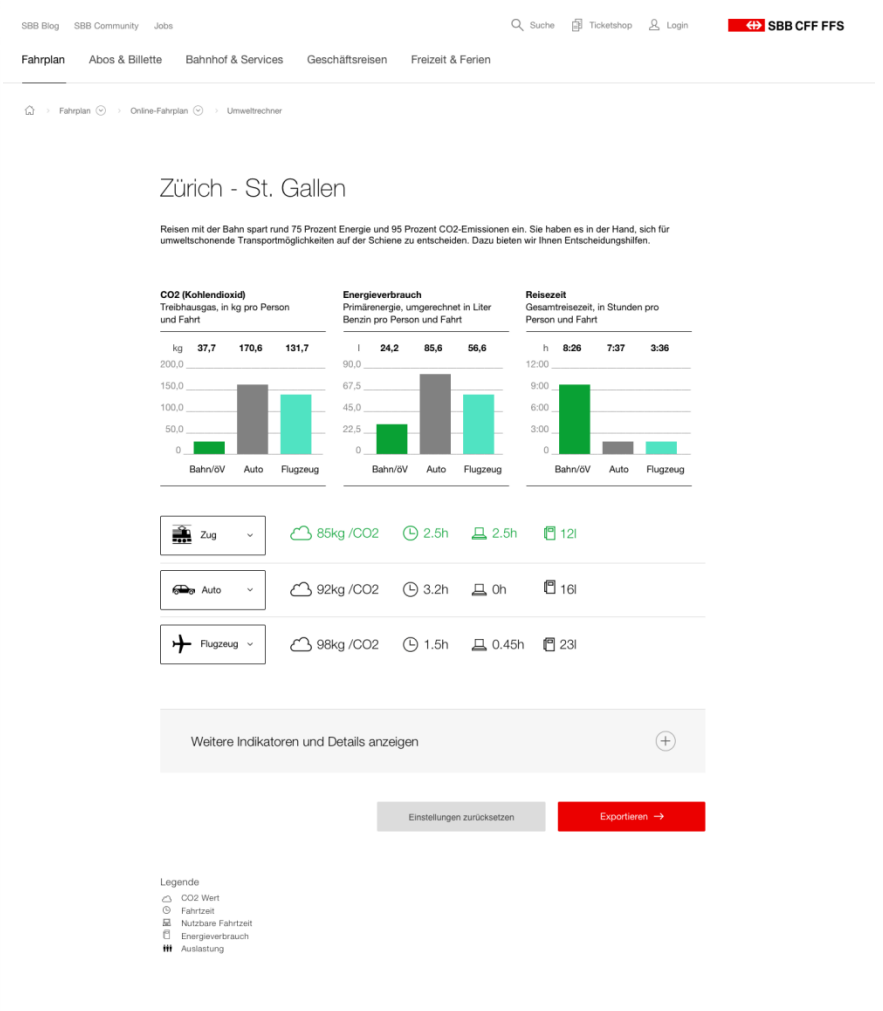 SBB Blog SBB Community Jobs Suche Ticketshop Login SBB CFF FFS
Fahrplan Abos & Billette Bahnhof & Services Geschäftsreisen Freizeit & Ferien
Fahrplan Online-Fahrplan Umweltrechner
Zürich - St. Gallen
Reisen mit der Bahn spart rund 75 Prozent Energie und 95 Prozent CO2-Emissionen ein. Sie haben es in der Hand, sich für
umweltschonende Transportmöglichkeiten auf der Schiene zu entscheiden. Dazu bieten wir Ihnen Entscheidungshilfen.
CO2 (Kohlendioxid)
Treibhausgas, in kg pro Person
und Fahrt
kg 37,7 170,6 131,7
200,0
150,0
100,0
50,0
0
Bahn/öV Auto Flugzeug
Energieverbrauch
Primärenergie, umgerechnet in Liter
Benzin pro Person und Fahrt
l 24,2 85,6 56,6
90,0
67,5
45,0
22,5
0
Bahn/öV Auto Flugzeug
Reisezeit
Gesamtreisezeit, in Stunden pro
Person und Fahrt
h 8:26 7:37 3:36
12:00
9:00
6:00
3:00
0
Bahn/öV Auto Flugzeug
Zug 85kg /CO2 2.5h 2.5h 12l
Auto 92kg /CO2 3.2h 0h 16l
Flugzeug 98kg /CO2 1.5h 0.45h 23l
Weitere Indikatoren und Details anzeigen
Einstellungen zurücksetzen Exportieren
Legende
CO2 Wert
Fahrtzeit
Nutzbare Fahrtzeit
Energieverbrauch
Auslastung